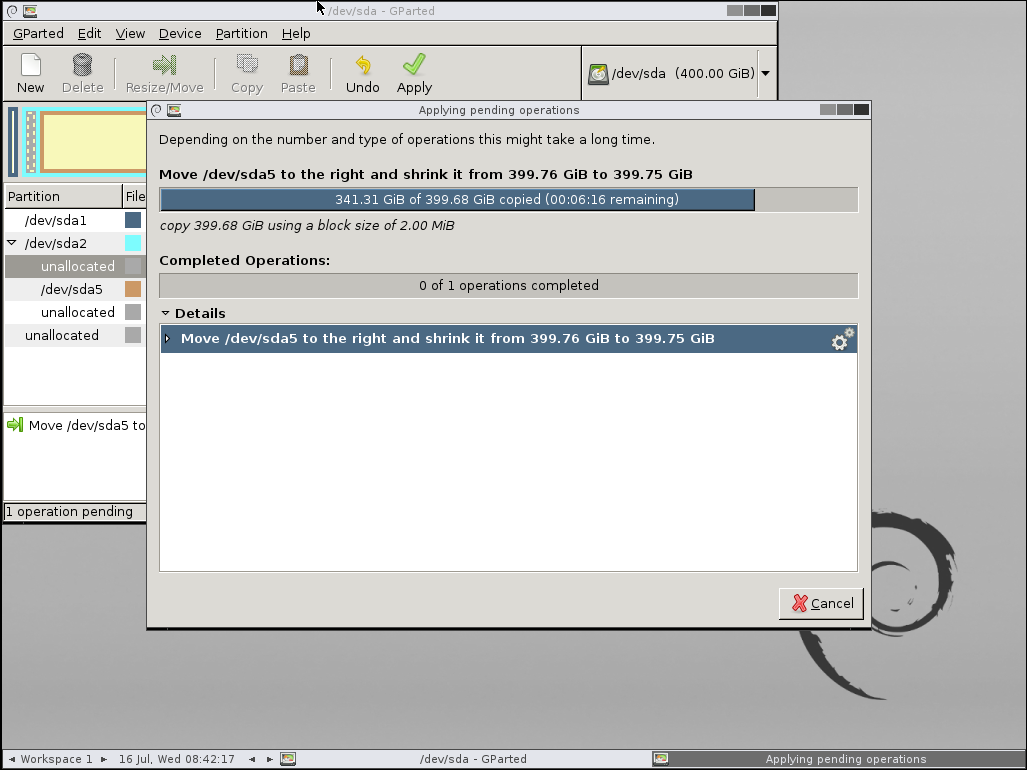 /dev/sda - GParted
GParted Edit View Device Partition Help
New Delete Resize/Move Copy Paste Undo Apply /dev/sda (400.00 GiB)
Applying pending operations
Depending on the number and type of operations this might take a long time.
Move /dev/sda5 to the right and shrink it from 399.76 GiB to 399.75 GiB
341.31 GiB of 399.68 GiB copied (00:06:16 remaining)
copy 399.68 GiB using a block size of 2.00 MiB
Completed Operations:
0 of 1 operations completed
Details
Move /dev/sda5 to the right and shrink it from 399.76 GiB to 399.75 GiB
Cancel
Partition File
/dev/sda1
/dev/sda2
unallocated
/dev/sda5
unallocated
unallocated
Move /dev/sda5 to
1 operation pending
Workspace 1 16 Jul, Wed 08:42:17 /dev/sda - GParted Applying pending operations